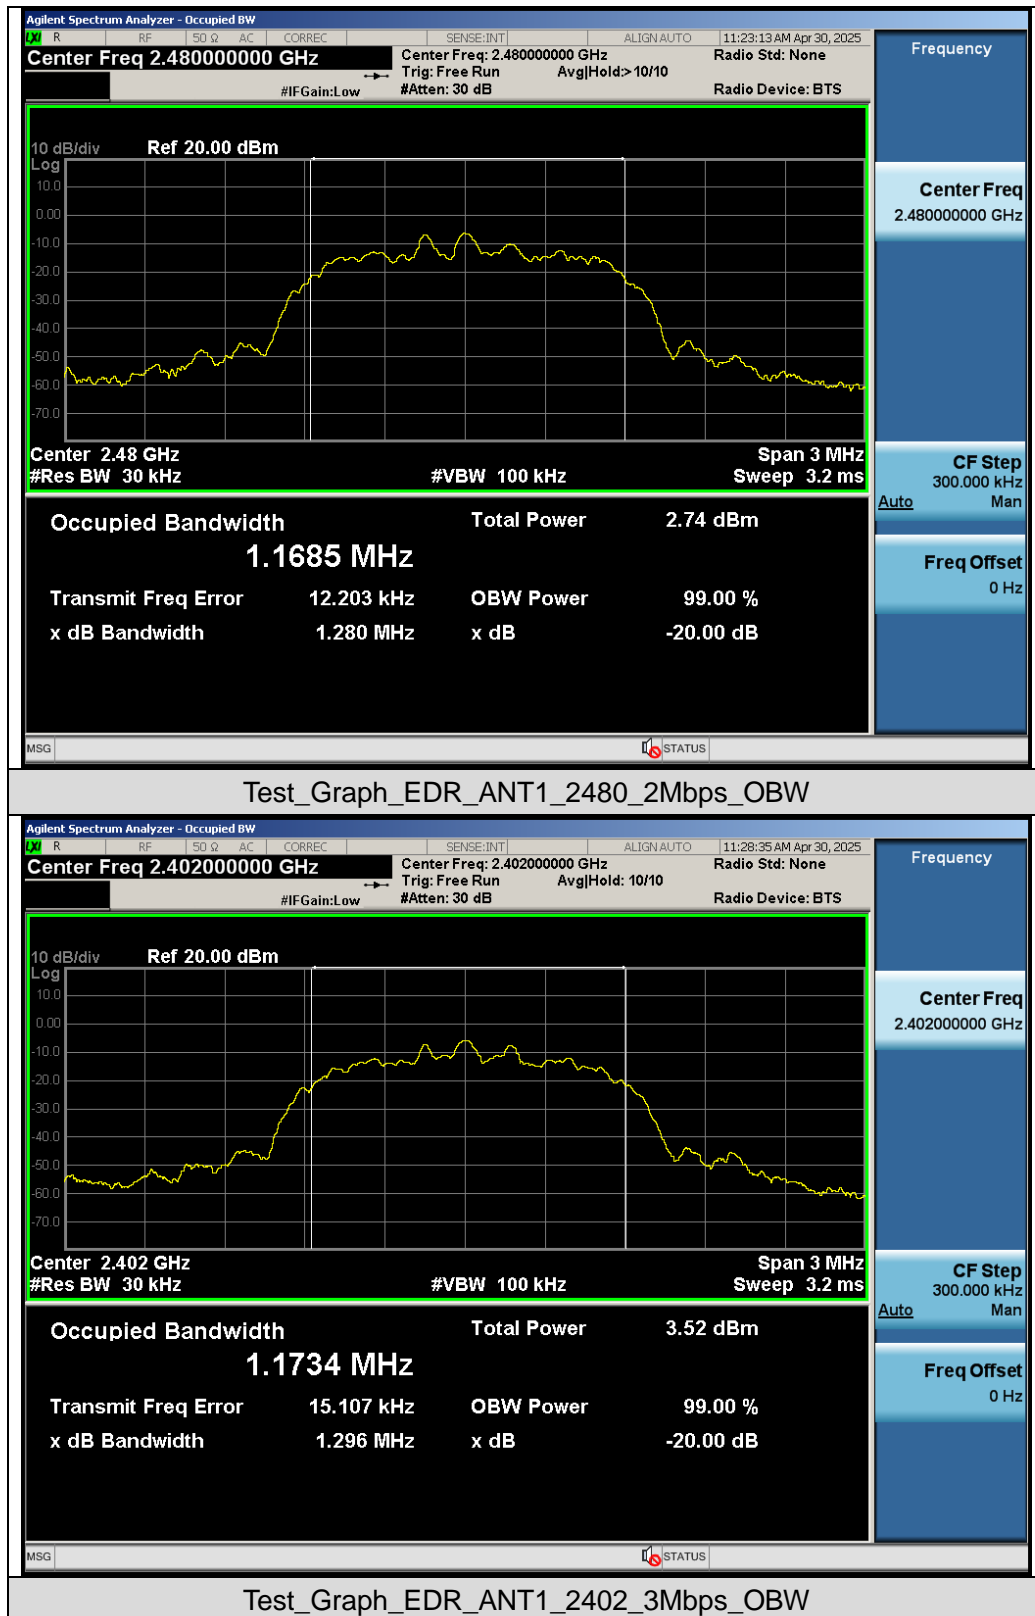 Agilent Spectrum Analyzer - Occupied BW
LXI R RF 50 Ω AC CORREC SENSE:INT ALIGN AUTO 11:23:13 AM Apr 30, 2025
Center Freq 2.480000000 GHz
Center Freq: 2.480000000 GHz Radio Std: None
Trig: Free Run Avg|Hold:> 10/10
#IFGain:Low #Atten: 30 dB Radio Device: BTS
Frequency
10 dB/div Ref 20.00 dBm
Log
10.0
0.00
-10.0
-20.0
-30.0
-40.0
-50.0
-60.0
-70.0
Center 2.48 GHz Span 3 MHz
#Res BW 30 kHz #VBW 100 kHz Sweep 3.2 ms
Center Freq
2.480000000 GHz
CF Step
300.000 kHz
Auto Man
Freq Offset
0 Hz
Occupied Bandwidth Total Power 2.74 dBm
1.1685 MHz
Transmit Freq Error 12.203 kHz OBW Power 99.00 %
x dB Bandwidth 1.280 MHz x dB -20.00 dB
MSG STATUS
Test_Graph_EDR_ANT1_2480_2Mbps_OBW
Agilent Spectrum Analyzer - Occupied BW
LXI R RF 50 Ω AC CORREC SENSE:INT ALIGN AUTO 11:28:35 AM Apr 30, 2025
Center Freq 2.402000000 GHz
Center Freq: 2.402000000 GHz Radio Std: None
Trig: Free Run Avg|Hold: 10/10
#IFGain:Low #Atten: 30 dB Radio Device: BTS
Frequency
10 dB/div Ref 20.00 dBm
Log
10.0
0.00
-10.0
-20.0
-30.0
-40.0
-50.0
-60.0
-70.0
Center 2.402 GHz Span 3 MHz
#Res BW 30 kHz #VBW 100 kHz Sweep 3.2 ms
Center Freq
2.402000000 GHz
CF Step
300.000 kHz
Auto Man
Freq Offset
0 Hz
Occupied Bandwidth Total Power 3.52 dBm
1.1734 MHz
Transmit Freq Error 15.107 kHz OBW Power 99.00 %
x dB Bandwidth 1.296 MHz x dB -20.00 dB
MSG STATUS
Test_Graph_EDR_ANT1_2402_3Mbps_OBW